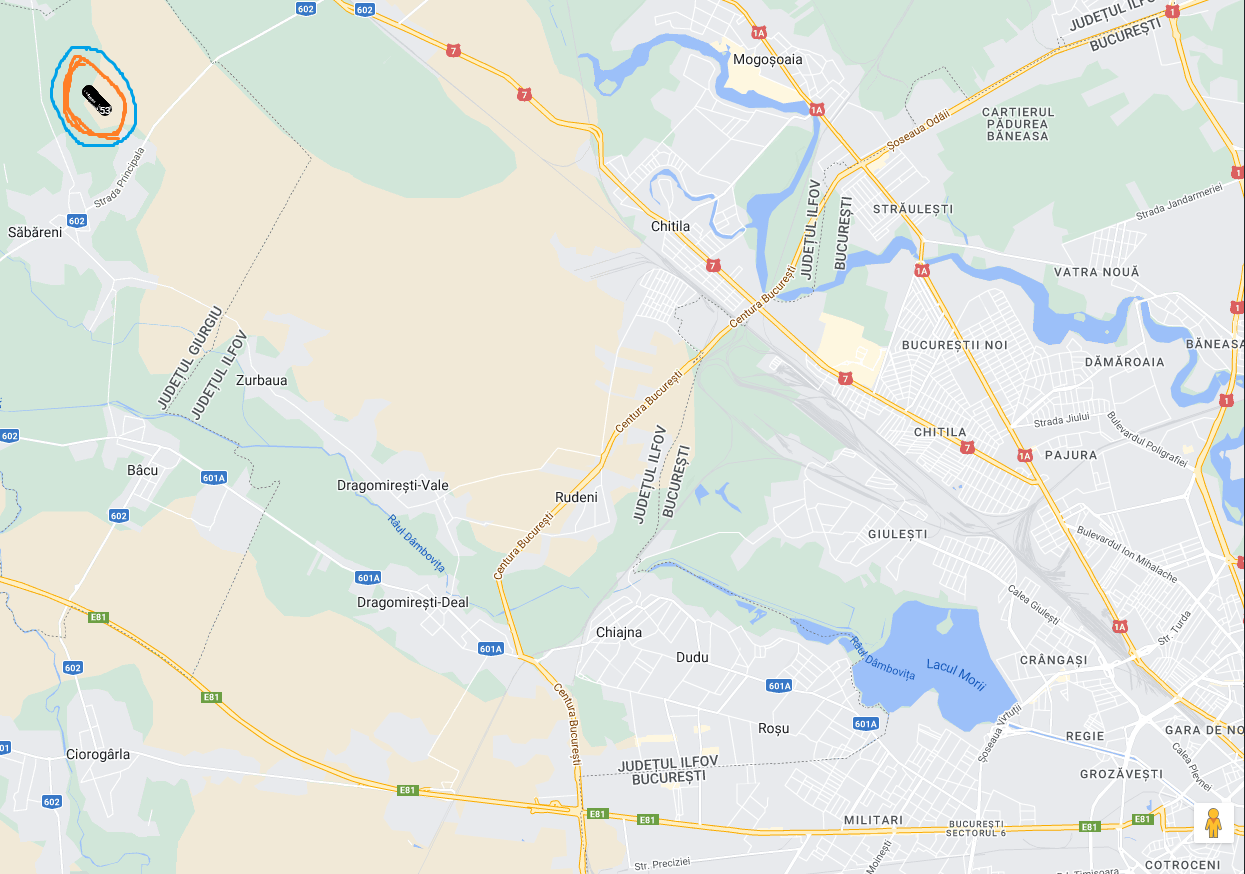 602
602
7
7
1A
Mogoșoaia
1A
1
JUDEȚUL ILFO
BUCUREȘTI
Șoseaua Odăii
CARTIERUL
PĂDUREA
BĂNEASA
1
Strada Jandarmeriei
53
Strada Principala
602
Săbăreni
Chitila
7
JUDEȚUL ILFOV
BUCUREȘTI
STRĂULEȘTI
1A
VATRA NOUĂ
1
Centura București
JUDEȚUL GIURGIU
JUDEȚUL ILFOV
Zurbaua
BUCUREȘTII NOI
BĂNEASA
DĂMĂROAIA
7
1
Centura București
602
Strada Jiului
Bulevardul Poligrafiei
CHITILA
7
1A
PAJURA
JUDEȚUL ILFOV
BUCUREȘTI
Bâcu
601A
Dragomirești-Vale
Rudeni
602
Râul Dâmbovița
Centura București
GIULEȘTI
Bulevardul Ion Mihalache
601A
Dragomirești-Deal
E81
Calea Giulești
1A
Str. Turda
Chiajna
601A
Dudu
Râul Dâmbovița
Lacul Morii
CRÂNGAȘI
602
E81
601A
Centura București
601A
Roșu
Șoseaua Virtuții
REGIE
GARA DE NO
01
Ciorogârla
JUDEȚUL ILFOV
BUCUREȘTI
GROZĂVEȘTI
Calea Plevnei
602
E81
E81
E81
MILITARI
BUCUREȘTI
SECTORUL 6
E81
E81
Str. Preciziei
Moinești
COTROCENI